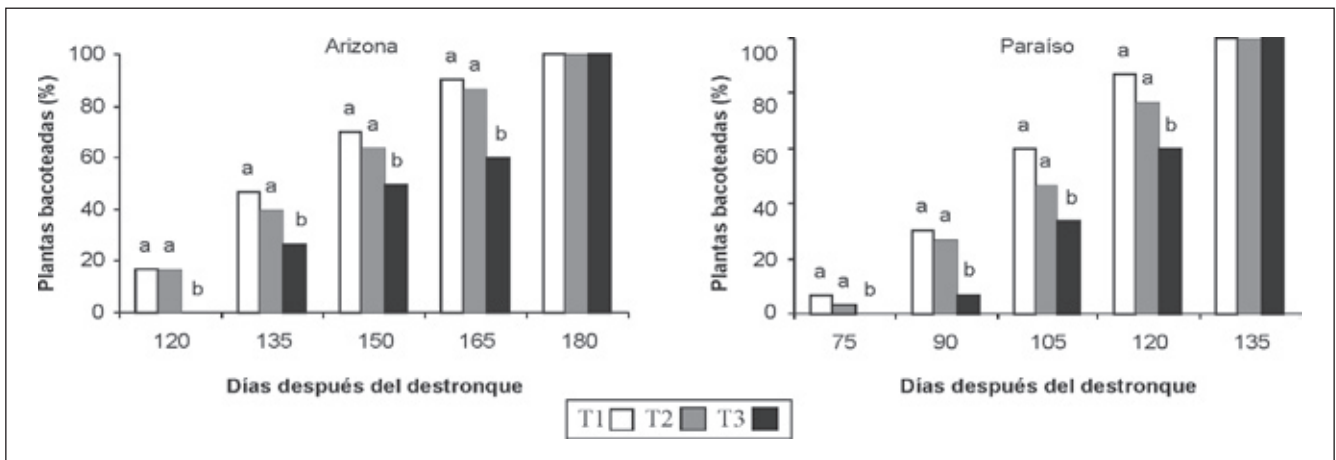 Arizona
Plantas bacoteadas (%)
100
80
60
40
20
0
a a b
a a b
a a b
a a b
120 135 150 165 180
Días después del destronque
Paraíso
Plantas bacoteadas (%)
100
80
60
40
20
0
a a b
a a b
a a b
a a b
75 90 105 120 135
Días después del destronque
T1 T2 T3